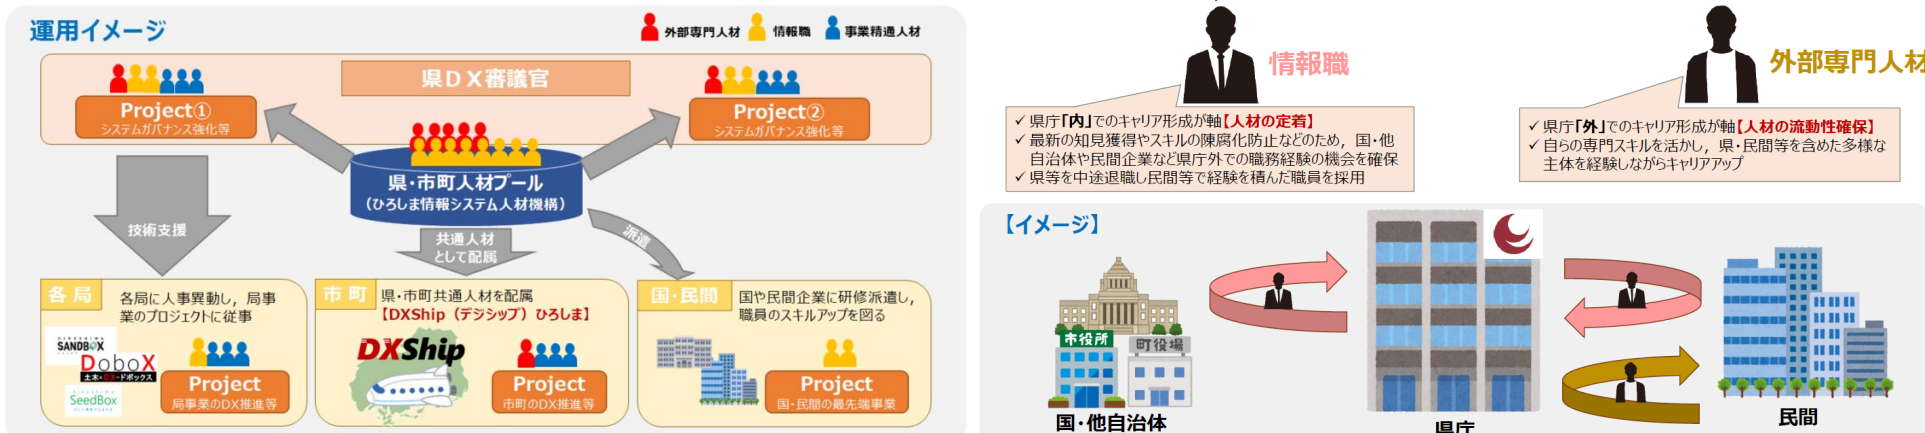 運用イメージ
外部専門人材
情報職
事業精通人材
県DX審議官
Project①
システムガバナンス強化等
Project②
システムガバナンス強化等
県・市町人材プール
（ひろしま情報システム人材機構）
技術支援
共通人材
として配属
派遣
各局
各局に人事異動し，局事
業のプロジェクトに従事
HIROSHIMA
SANDBOX
DoboX
土木×DX=ドボックス
SeedBox
Project
局事業のDX推進等
市町
県・市町共通人材を配属
【DXShip（デジシップ）ひろしま】
DXShip
Project
市町のDX推進等
国・民間
国や民間企業に研修派遣し，
職員のスキルアップを図る
Project
国・民間の最先端事業
情報職
✓県庁「内」でのキャリア形成が軸【人材の定着】
✓最新の知見獲得やスキルの陳腐化防止などのため，国・他
自治体や民間企業など県庁外での職務経験の機会を確保
✓県等を中途退職し民間等で経験を積んだ職員を採用
外部専門人材
✓県庁「外」でのキャリア形成が軸【人材の流動性確保】
✓自らの専門スキルを活かし，県・民間等を含めた多様な
主体を経験しながらキャリアアップ
【イメージ】
市役所
町役場
国・他自治体
県庁
民間